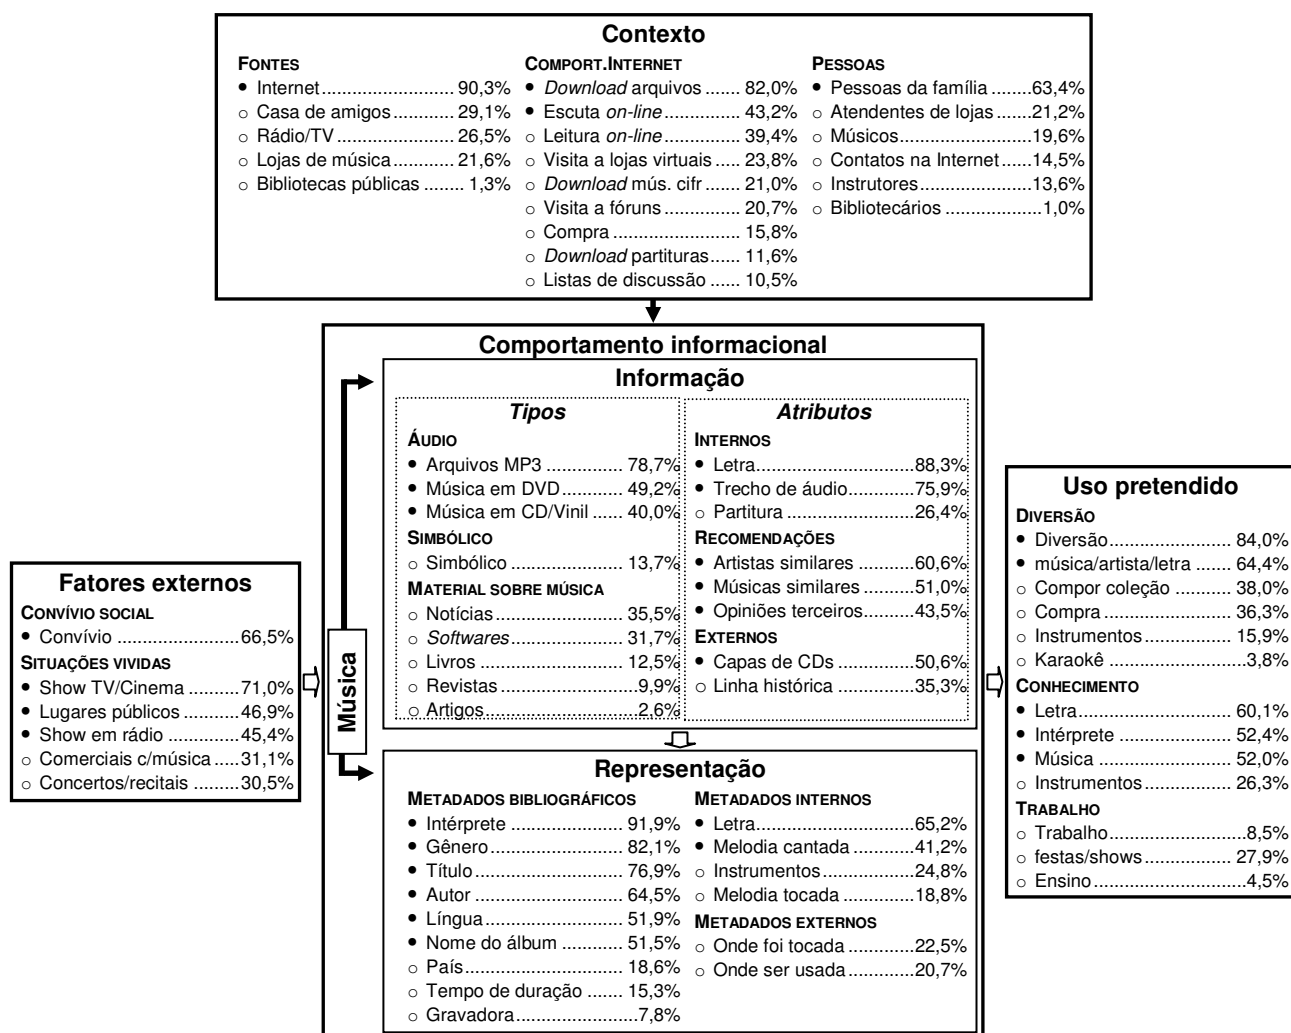 Contexto
FONTES
● Internet........................... 90,3%
○ Casa de amigos ............ 29,1%
○ Rádio/TV ....................... 26,5%
○ Lojas de música ............ 21,6%
○ Bibliotecas públicas ........ 1,3%
COMPORT.INTERNET
● Download arquivos ....... 82,0%
● Escuta on-line ................ 43,2%
○ Leitura on-line ................ 39,4%
○ Visita a lojas virtuais ...... 23,8%
○ Download mús. cifr ........ 21,0%
○ Visita a fóruns ................ 20,7%
○ Compra .......................... 15,8%
○ Download partituras...... 11,6%
○ Listas de discussão ...... 10,5%
PESSOAS
● Pessoas da família .........63,4%
○ Atendentes de lojas........21,2%
○ Músicos..........................19,6%
○ Contatos na Internet .......14,5%
○ Instrutores ......................13,6%
○ Bibliotecários ....................1,0%
Comportamento informacional
Informação
Tipos
ÁUDIO
● Arquivos MP3 ................ 78,7%
● Música em DVD ............. 49,2%
● Música em CD/Vinil ....... 40,0%
SIMBÓLICO
○ Simbólico ....................... 13,7%
MATERIAL SOBRE MÚSICA
○ Notícias ..........................35,5%
○ Softwares .......................31,7%
○ Livros .............................12,5%
○ Revistas ...........................9,9%
○ Artigos..............................2,6%
Atributos
INTERNOS
● Letra................................88,3%
● Trecho de áudio..............75,9%
○ Partitura ..........................26,4%
RECOMENDAÇÕES
● Artistas similares ............60,6%
● Músicas similares ...........51,0%
● Opiniões terceiros...........43,5%
EXTERNOS
● Capas de CDs ................50,6%
○ Linha histórica ................35,3%
Uso pretendido
DIVERSÃO
● Diversão......................... 84,0%
● música/artista/letra ....... 64,4%
○ Compor coleção ............ 38,0%
○ Compra .......................... 36,3%
○ Instrumentos.................. 15,9%
○ Karaokê ............................3,8%
CONHECIMENTO
● Letra............................... 60,1%
● Intérprete ....................... 52,4%
● Música ........................... 52,0%
○ Instrumentos.................. 26,3%
TRABALHO
○ Trabalho...........................8,5%
○ festas/shows.................. 27,9%
○ Ensino ..............................4,5%
Fatores externos
CONVÍVIO SOCIAL
● Convívio .........................66,5%
SITUAÇÕES VIVIDAS
● Show TV/Cinema ...........71,0%
● Lugares públicos ............46,9%
● Show em rádio ...............45,4%
○ Comerciais c/música ......31,1%
○ Concertos/recitais ..........30,5%
Música
Representação
METADADOS BIBLIOGRÁFICOS
● Intérprete ....................... 91,9%
● Gênero........................... 82,1%
● Título.............................. 76,9%
● Autor .............................. 64,5%
● Língua............................ 51,9%
● Nome do álbum ............. 51,5%
○ País ................................ 18,6%
○ Tempo de duração ........ 15,3%
○ Gravadora........................7,8%
METADADOS INTERNOS
● Letra................................65,2%
● Melodia cantada .............41,2%
○ Instrumentos...................24,8%
○ Melodia tocada ...............18,8%
METADADOS EXTERNOS
○ Onde foi tocada ..............22,5%
○ Onde ser usada ..............20,7%